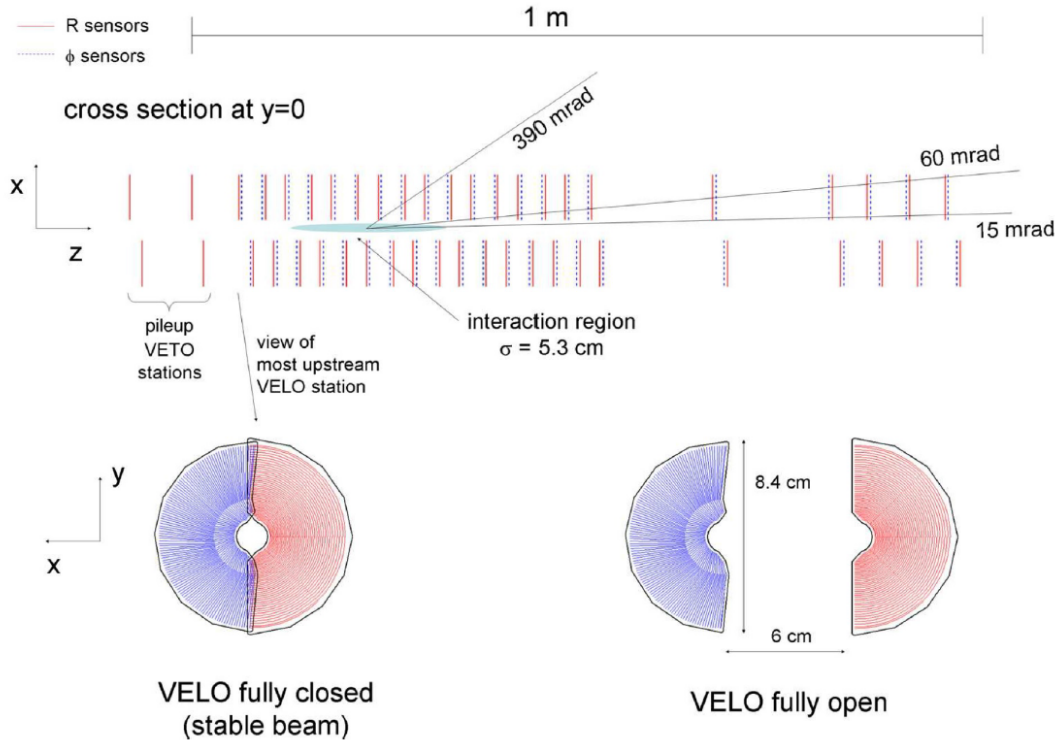 R sensors
1 m
ϕ sensors
cross section at y=0
390 mrad
60 mrad
x
z
15 mrad
pileup
VETO
stations
view of
most upstream
VELO station
interaction region
σ = 5.3 cm
y
x
8.4 cm
6 cm
VELO fully closed
(stable beam)
VELO fully open